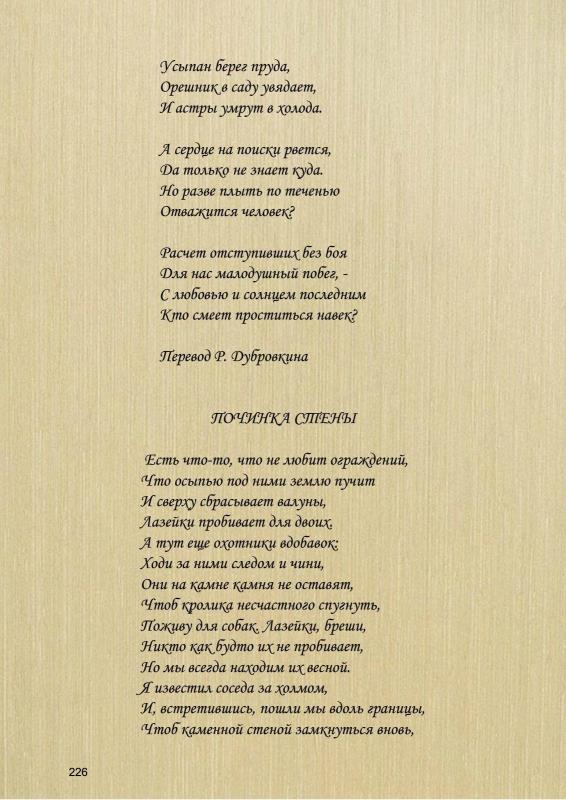 Усыпан берег пруда,
Орешник в саду увядает,
И астры умрут в холода.
А сердце на поиски рвется,
Да только не знает куда.
Но разве плыть по теченью
Отважится человек?
Расчет отступивших без боя
Для нас малодушный побег, -
С любовью и солнцем последним
Кто смеет проститься навек?
Перевод Р. Дубровкина
ПОЧИНКА СТЕНЫ
Есть что-то, что не любит ограждений,
Что осыпью под ними землю пучит
И сверху сбрасывает валуны,
Лазейки пробивает для двоих.
А тут еще охотники вдобавок:
Ходи за ними следом и чини,
Они на камне камня не оставят,
Чтоб кролика несчастного спугнуть,
Поживу для собак. Лазейки, бреши,
Никто как будто их не пробивает,
Но мы всегда находим их весной.
Я известил соседа за холмом,
И, встретившись, пошли мы вдоль границы,
Чтоб каменной стеной замкнуться вновь,
226